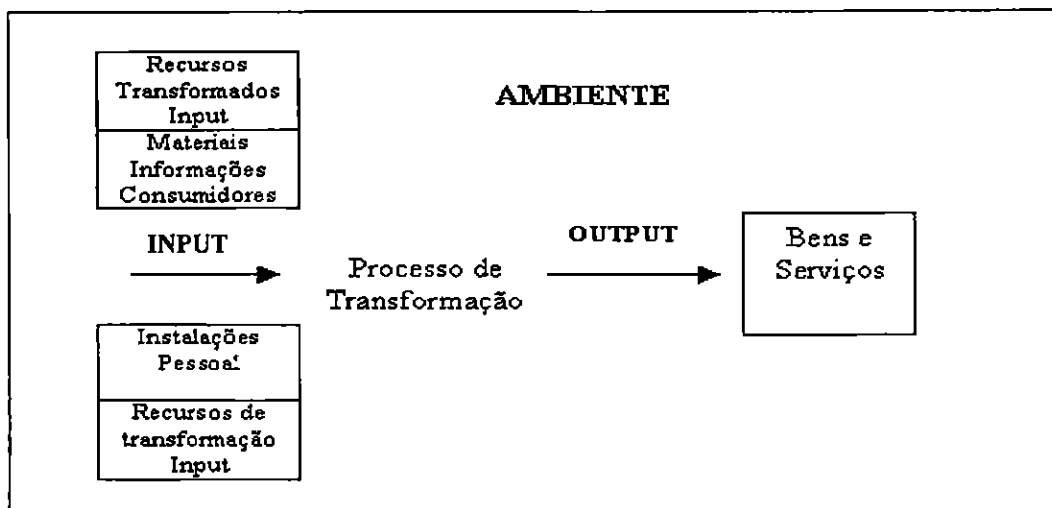 Recursos
Transformados
Input
Materiais
Informações
Consumidores
AMBIENTE
INPUT
Processo de
Transformação
OUTPUT
Bens e
Serviços
Instalações
Pessoal
Recursos de
transformação
Input